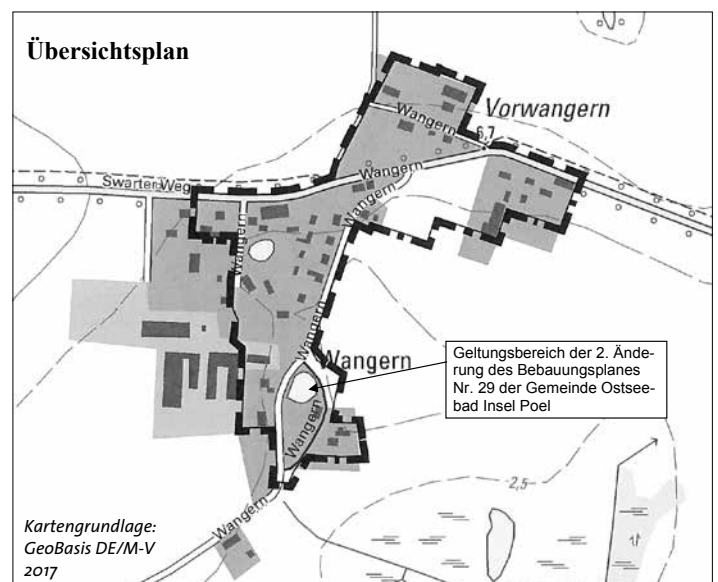 Übersichtsplan
Vorwangern
Wangern
6,7
Swarter Weg
Wangern
Wangern
Wangern
Wangern
Wangern
Geltungsbereich der 2. Ände-
rung des Bebauungsplanes
Nr. 29 der Gemeinde Ostsee-
bad Insel Poel
Wangern
2,5
Wangern
Kartengrundlage:
GeoBasis DE/M-V
2017